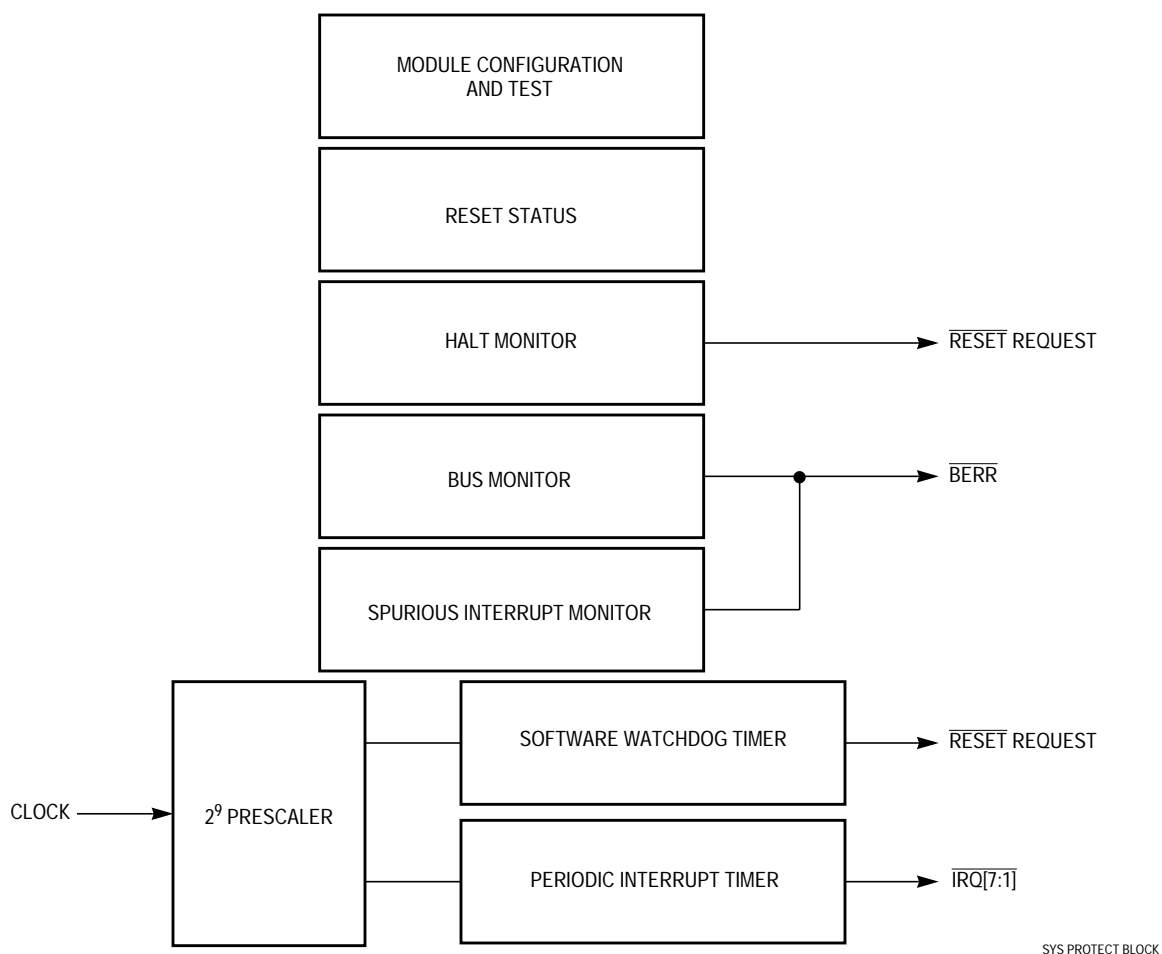 MODULE CONFIGURATION
AND TEST
RESET STATUS
HALT MONITOR
RESET REQUEST
BUS MONITOR
BERR
SPURIOUS INTERRUPT MONITOR
SOFTWARE WATCHDOG TIMER
RESET REQUEST
CLOCK
2⁹ PRESCALER
PERIODIC INTERRUPT TIMER
IRQ[7:1]
SYS PROTECT BLOCK